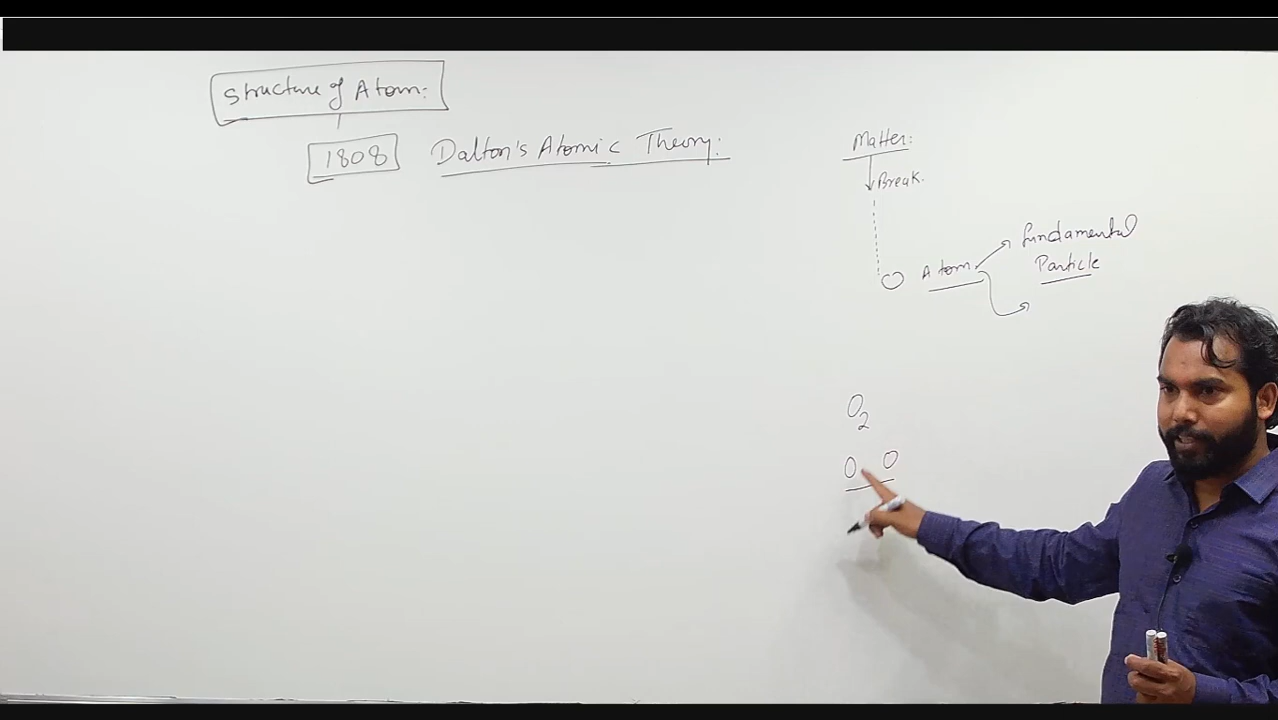 Structure of Atom:
1808 Dalton's Atomic Theory:
Matter:
Break.
Atom
fundamental
Particle
O2
O O